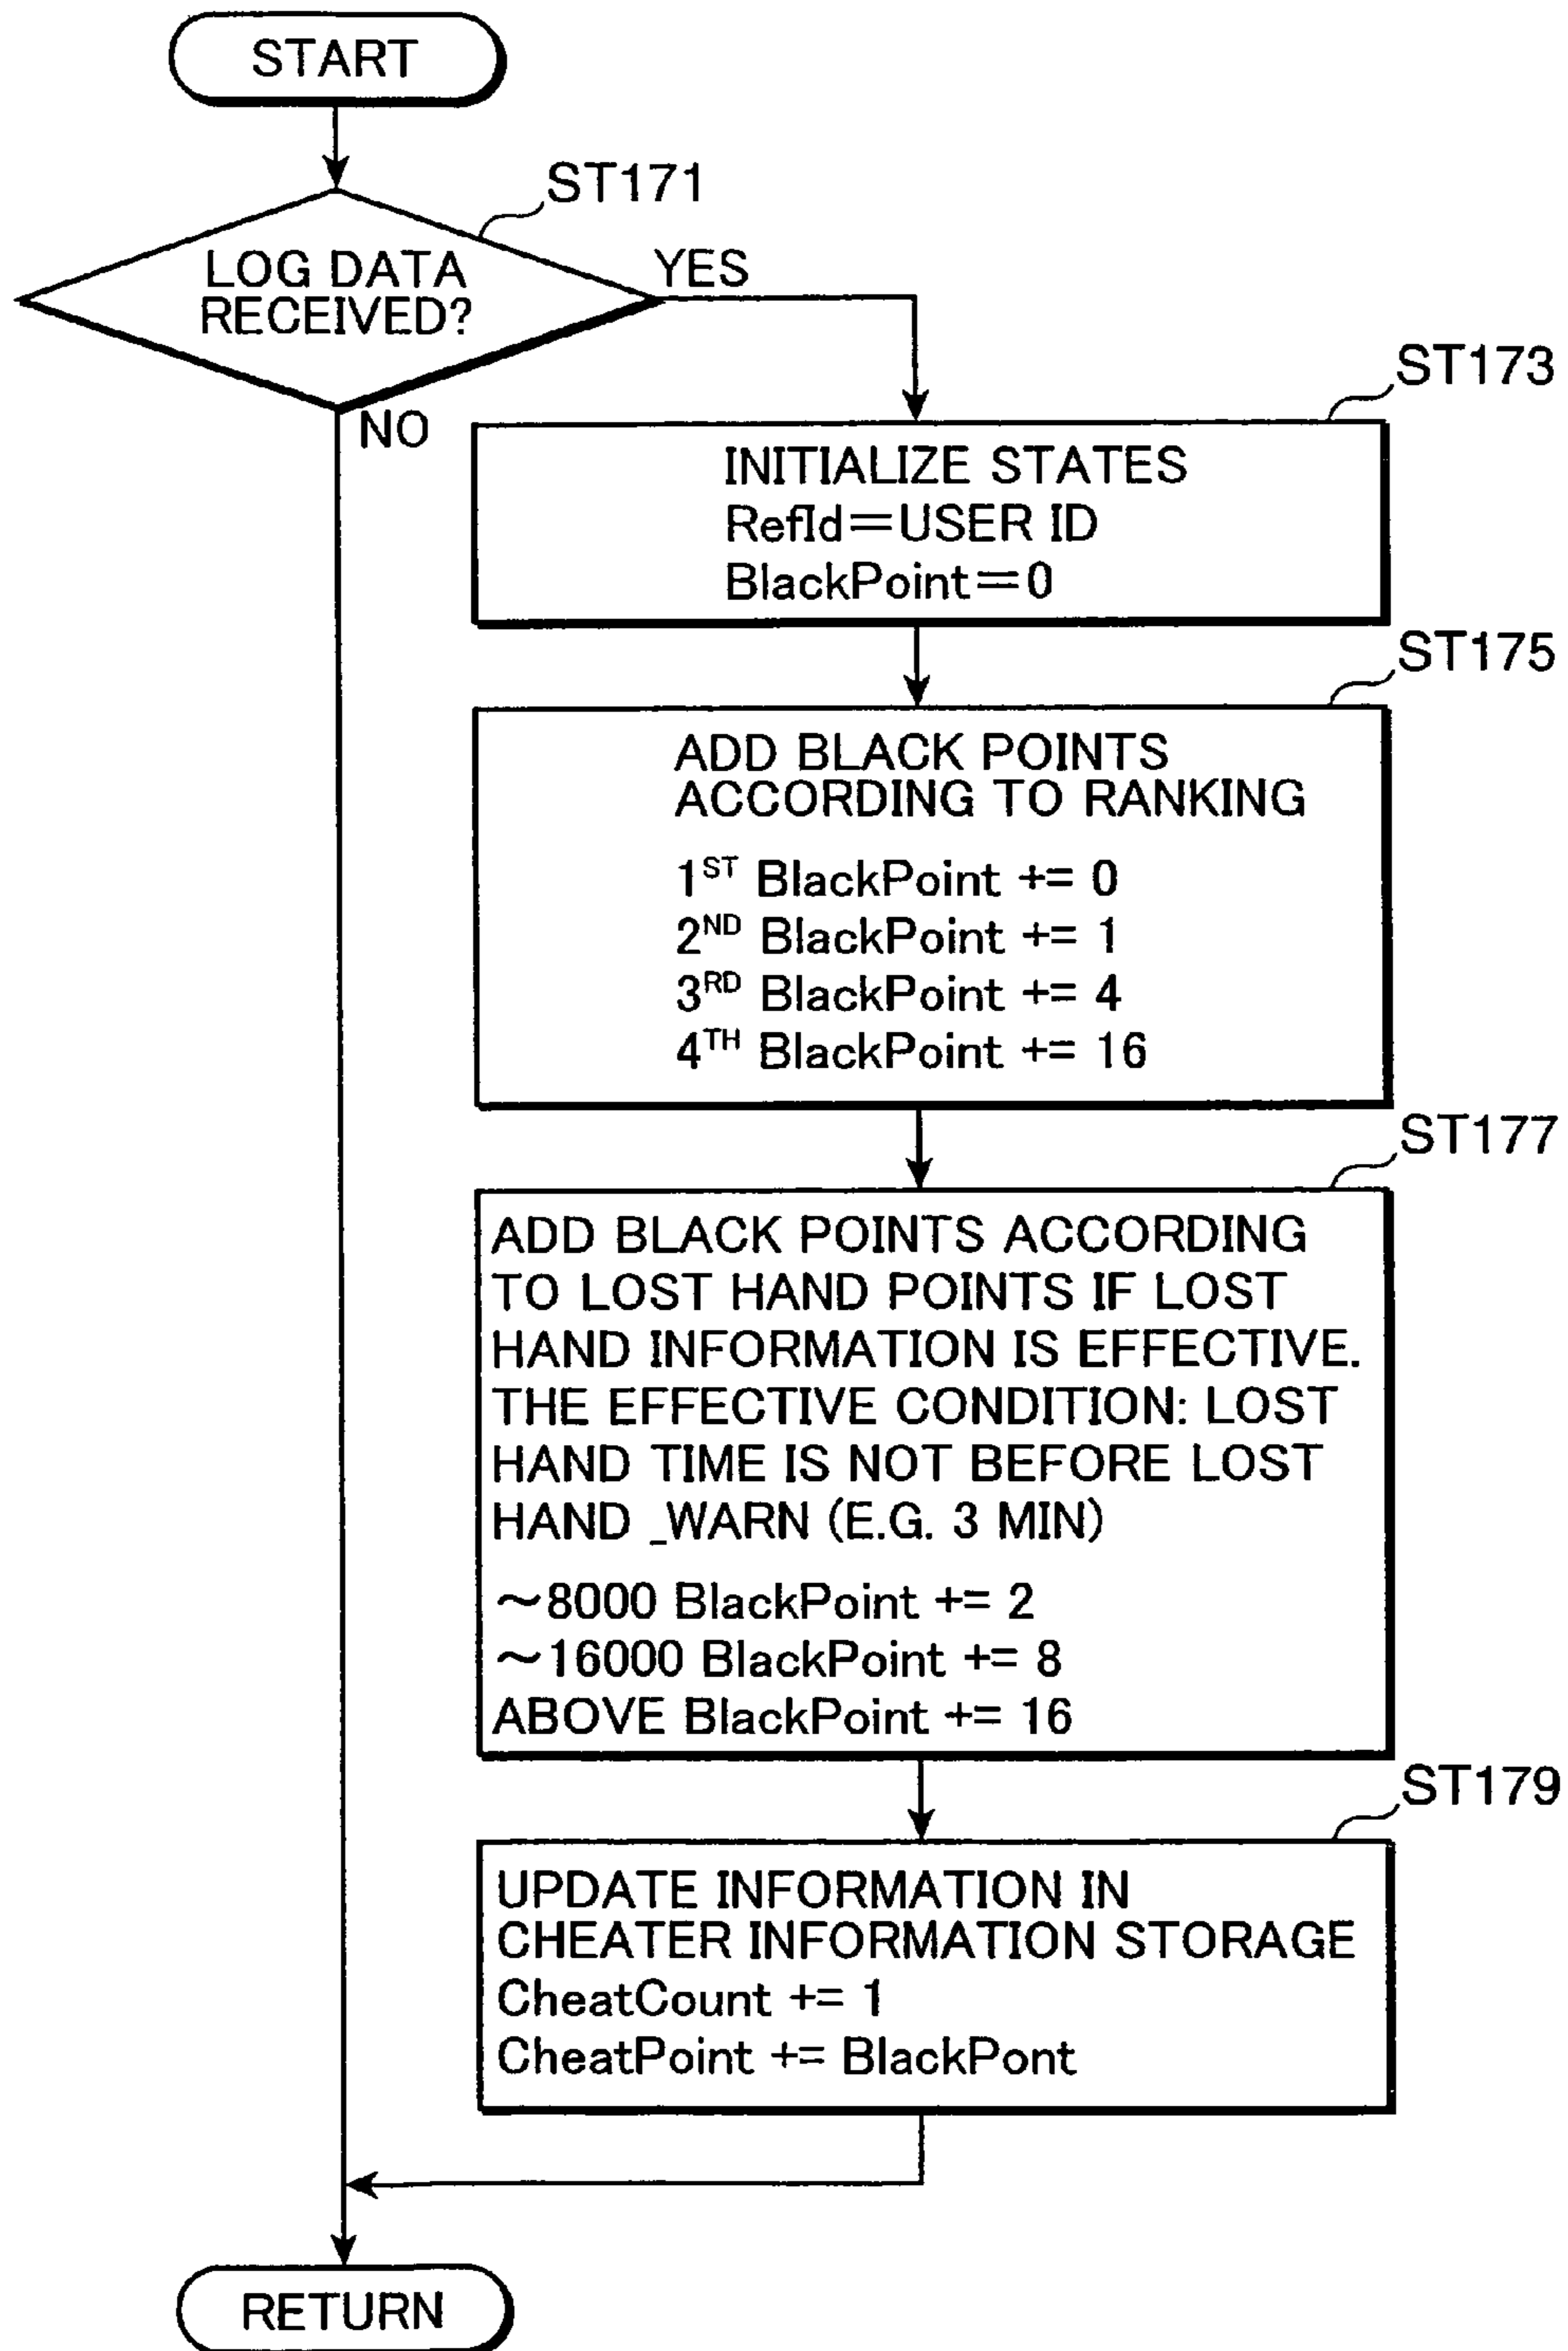 START
ST171
LOG DATA
RECEIVED?
YES
NO
ST173
INITIALIZE STATES
RefId=USER ID
BlackPoint=0
ST175
ADD BLACK POINTS
ACCORDING TO RANKING
1ST BlackPoint += 0
2ND BlackPoint += 1
3RD BlackPoint += 4
4TH BlackPoint += 16
ST177
ADD BLACK POINTS ACCORDING
TO LOST HAND POINTS IF LOST
HAND INFORMATION IS EFFECTIVE.
THE EFFECTIVE CONDITION: LOST
HAND TIME IS NOT BEFORE LOST
HAND _WARN (E.G. 3 MIN)
~8000 BlackPoint += 2
~16000 BlackPoint += 8
ABOVE BlackPoint += 16
ST179
UPDATE INFORMATION IN
CHEATER INFORMATION STORAGE
CheatCount += 1
CheatPoint += BlackPont
RETURN